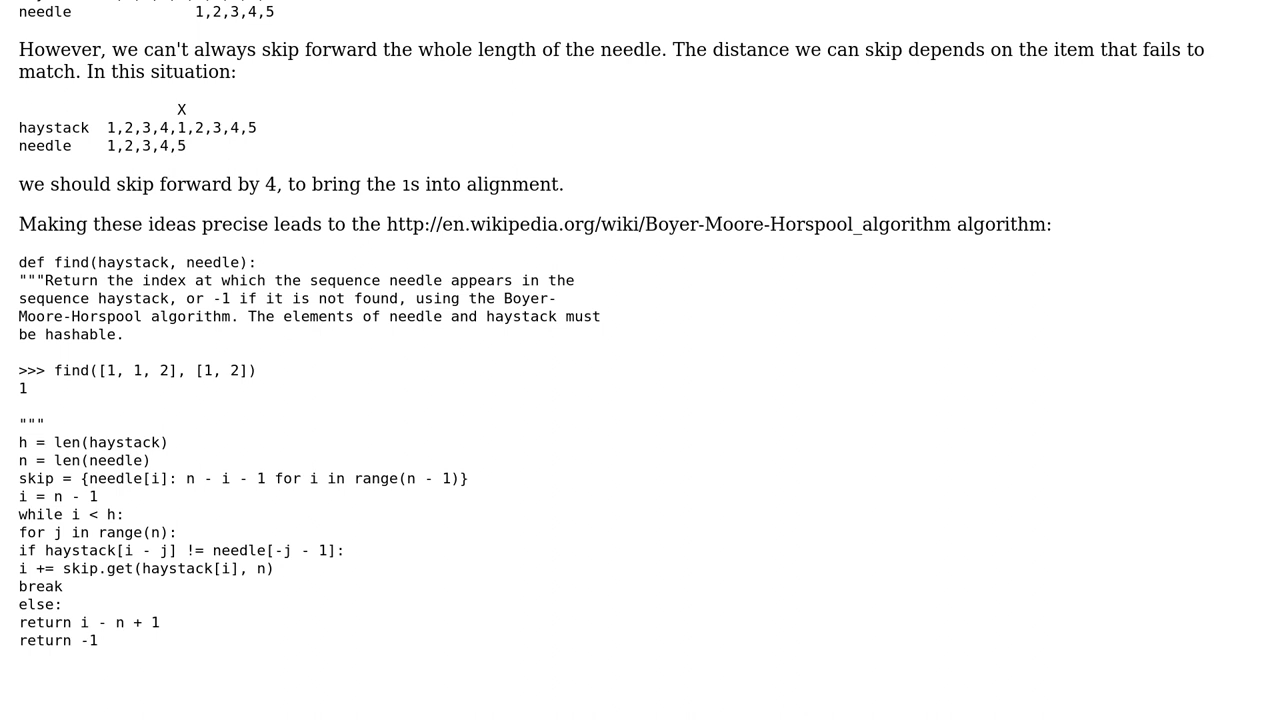 needle              1,2,3,4,5
However, we can't always skip forward the whole length of the needle. The distance we can skip depends on the item that fails to
match. In this situation:
                  X
haystack  1,2,3,4,1,2,3,4,5
needle    1,2,3,4,5
we should skip forward by 4, to bring the 1s into alignment.
Making these ideas precise leads to the http://en.wikipedia.org/wiki/Boyer-Moore-Horspool_algorithm algorithm:
def find(haystack, needle):
"""Return the index at which the sequence needle appears in the
sequence haystack, or -1 if it is not found, using the Boyer-
Moore-Horspool algorithm. The elements of needle and haystack must
be hashable.
>>> find([1, 1, 2], [1, 2])
1
"""
h = len(haystack)
n = len(needle)
skip = {needle[i]: n - i - 1 for i in range(n - 1)}
i = n - 1
while i < h:
for j in range(n):
if haystack[i - j] != needle[-j - 1]:
i += skip.get(haystack[i], n)
break
else:
return i - n + 1
return -1